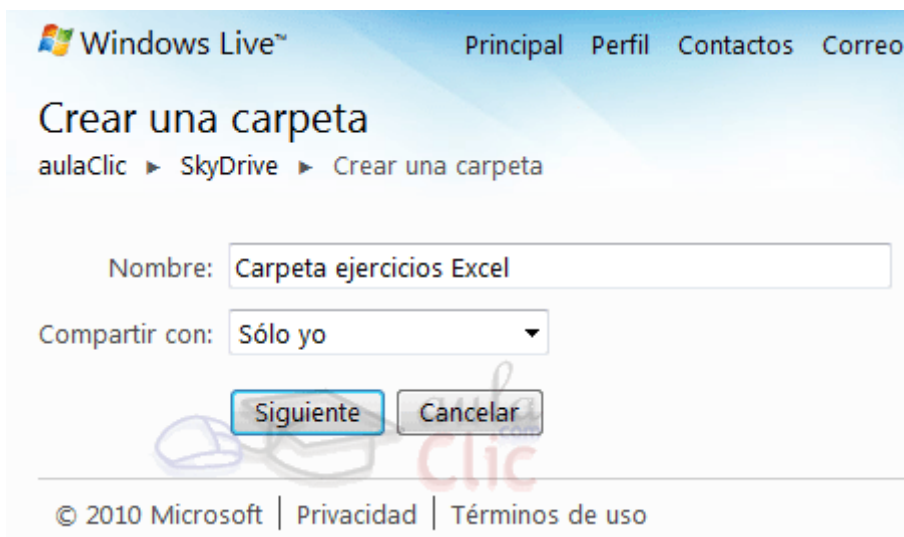 Windows Live™ Principal Perfil Contactos Correo
Crear una carpeta
aulaClic ► SkyDrive ► Crear una carpeta
Nombre: Carpeta ejercicios Excel
Compartir con: Sólo yo
Siguiente Cancelar
aula
.com
Clic
© 2010 Microsoft | Privacidad | Términos de uso